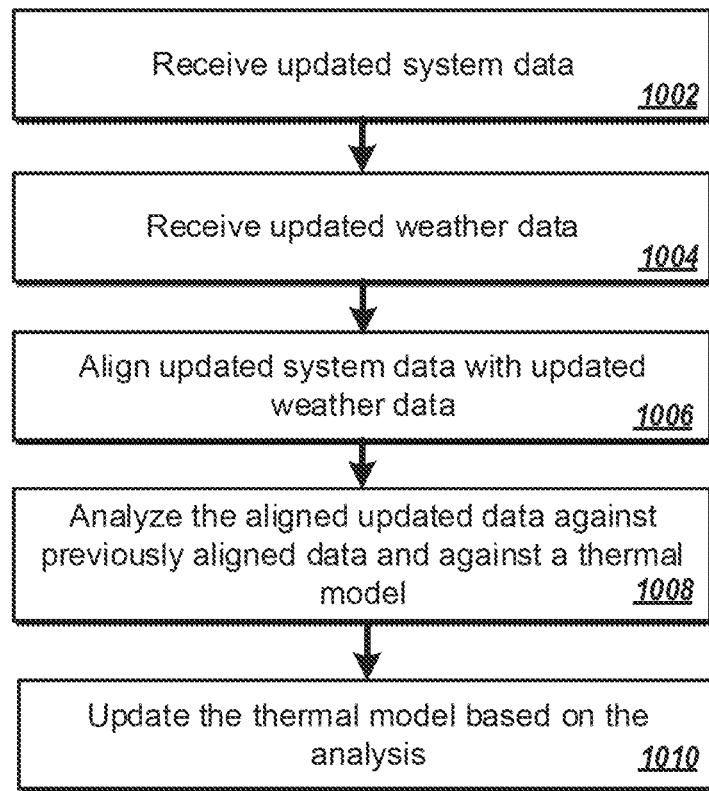 Receive updated system data
1002
Receive updated weather data
1004
Align updated system data with updated
weather data
1006
Analyze the aligned updated data against
previously aligned data and against a thermal
model
1008
Update the thermal model based on the
analysis
1010